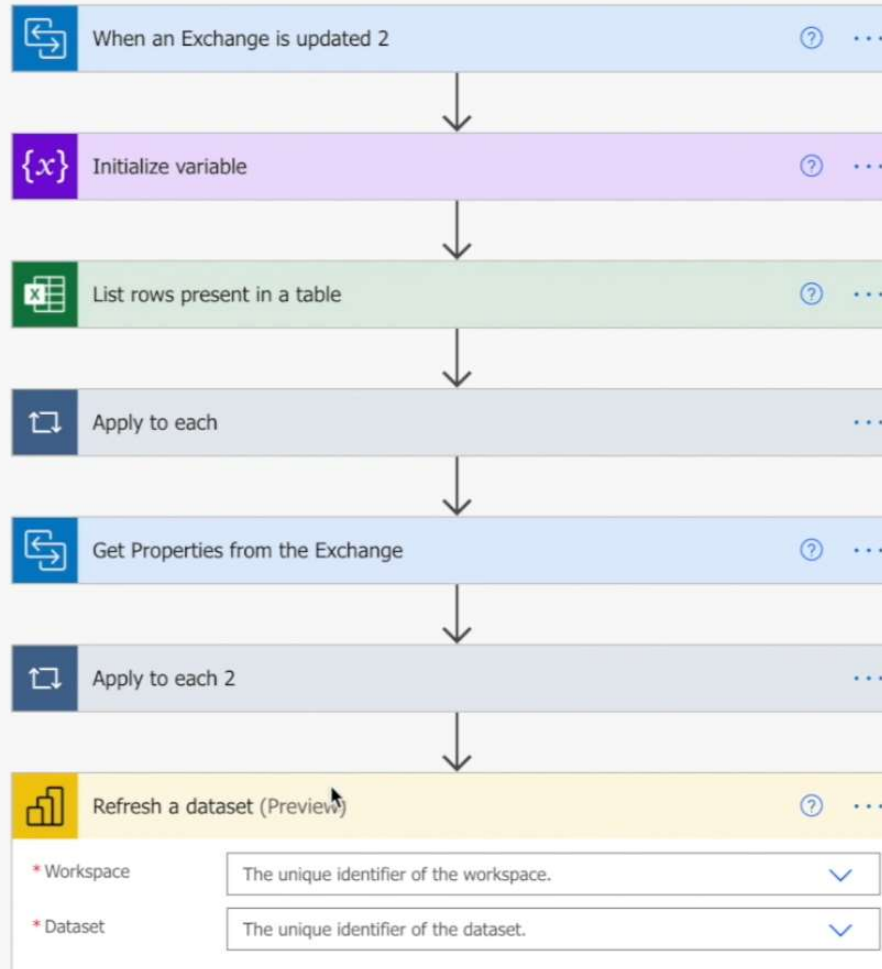 When an Exchange is updated 2
{x} Initialize variable
List rows present in a table
Apply to each
Get Properties from the Exchange
Apply to each 2
Refresh a dataset (Preview)
* Workspace The unique identifier of the workspace.
* Dataset The unique identifier of the dataset.